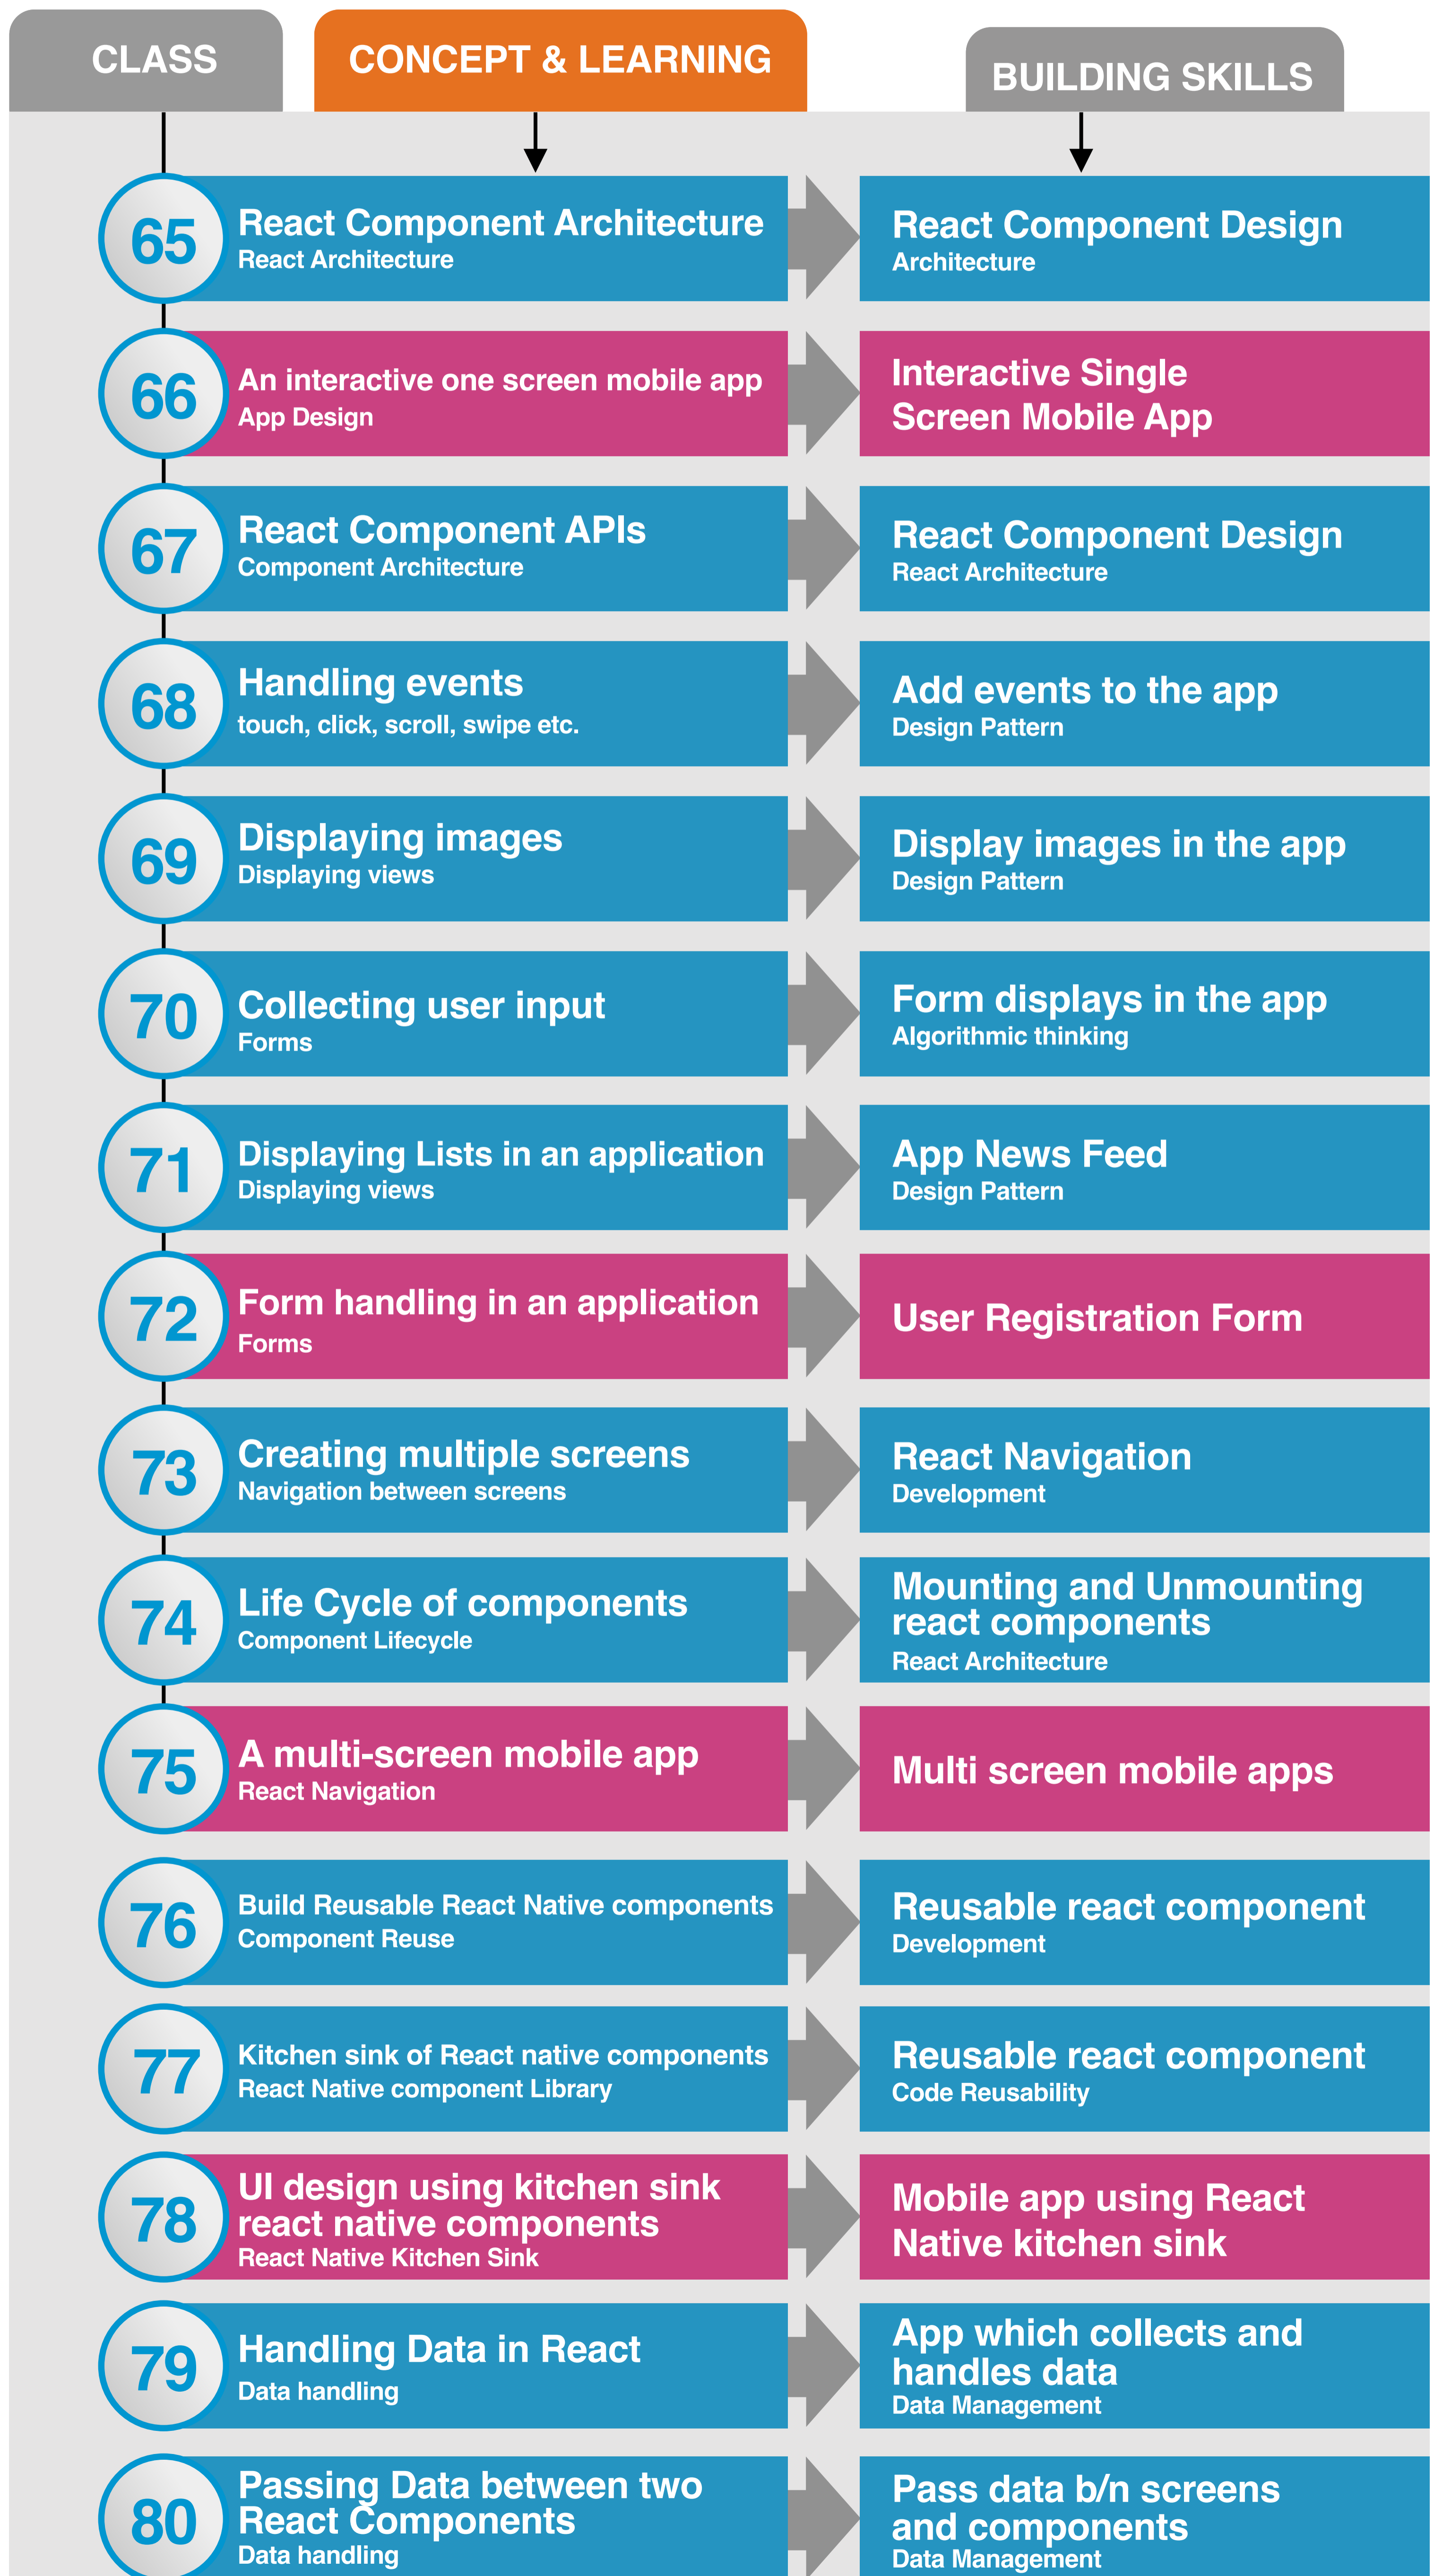 CLASS
CONCEPT & LEARNING
BUILDING SKILLS
65
React Component Architecture
React Architecture
React Component Design
Architecture
66
An interactive one screen mobile app
App Design
Interactive Single
Screen Mobile App
67
React Component APIs
Component Architecture
React Component Design
React Architecture
68
Handling events
touch, click, scroll, swipe etc.
Add events to the app
Design Pattern
69
Displaying images
Displaying views
Display images in the app
Design Pattern
70
Collecting user input
Forms
Form displays in the app
Algorithmic thinking
71
Displaying Lists in an application
Displaying views
App News Feed
Design Pattern
72
Form handling in an application
Forms
User Registration Form
73
Creating multiple screens
Navigation between screens
React Navigation
Development
74
Life Cycle of components
Component Lifecycle
Mounting and Unmounting
react components
React Architecture
75
A multi-screen mobile app
React Navigation
Multi screen mobile apps
76
Build Reusable React Native components
Component Reuse
Reusable react component
Development
77
Kitchen sink of React native components
React Native component Library
Reusable react component
Code Reusability
78
UI design using kitchen sink
react native components
React Native Kitchen Sink
Mobile app using React
Native kitchen sink
79
Handling Data in React
Data handling
App which collects and
handles data
Data Management
80
Passing Data between two
React Components
Data handling
Pass data b/n screens
and components
Data Management